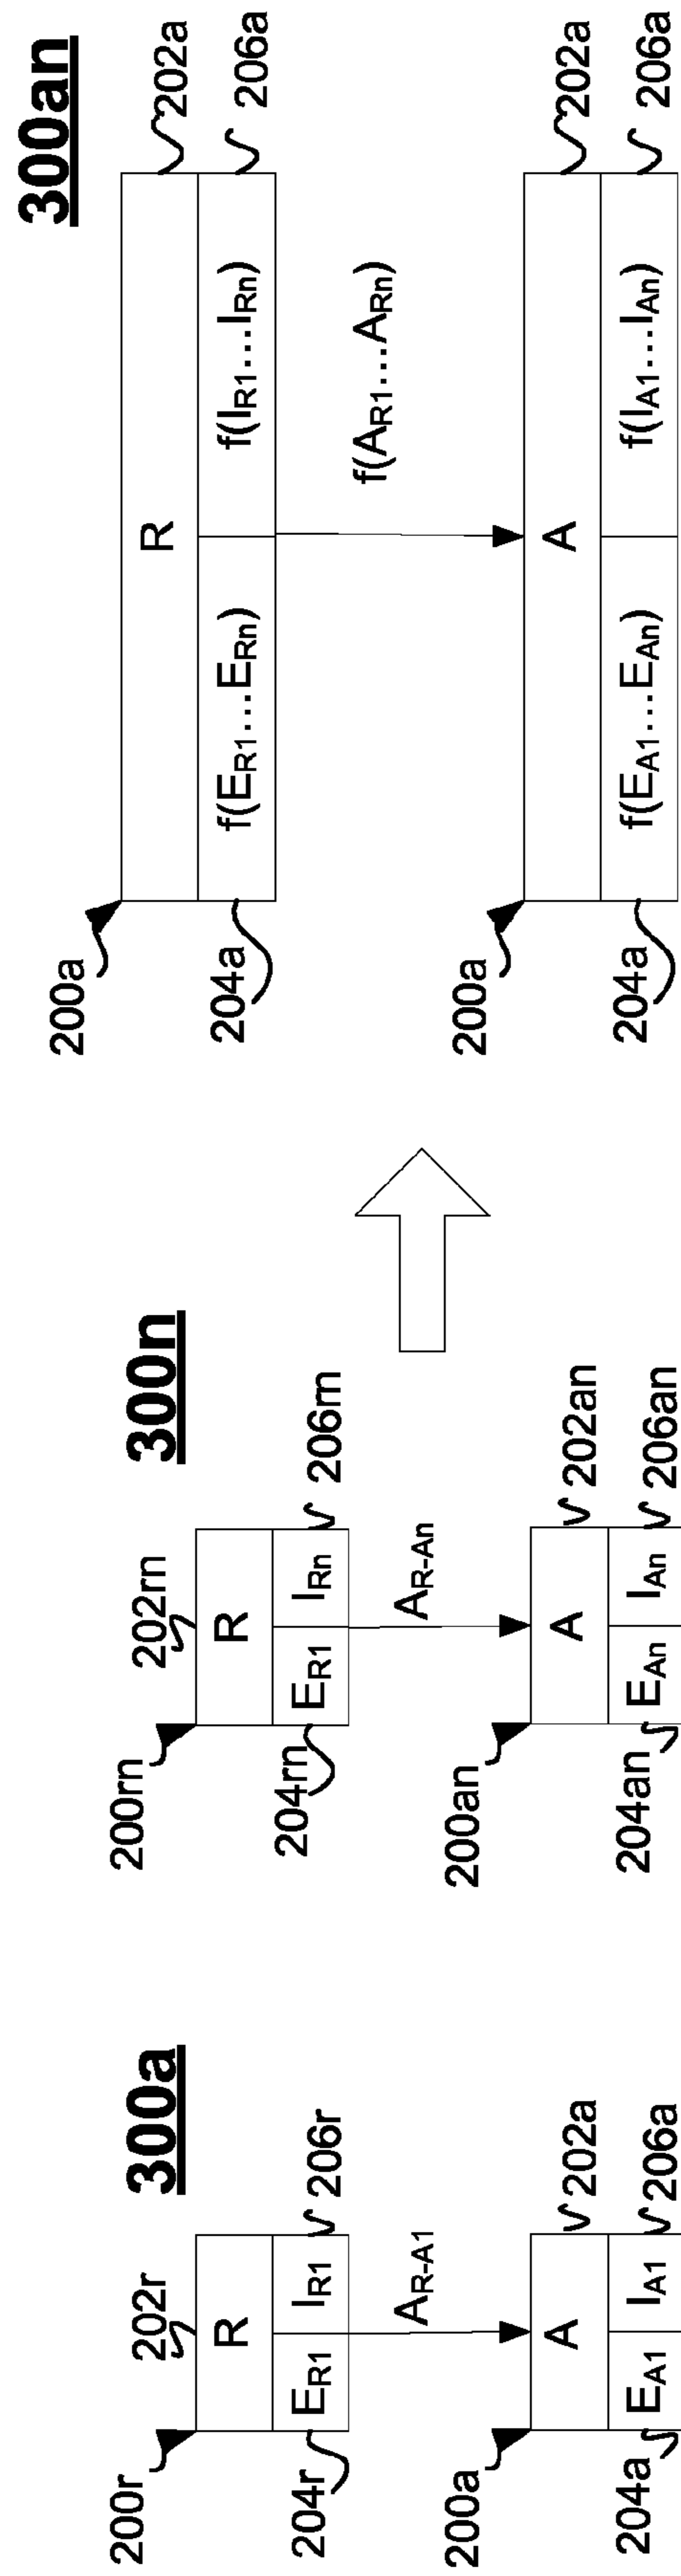 300a
200r
202r
R
E_R1
I_R1
204r
206r
A_R-A1
200a
202a
A
E_A1
I_A1
204a
206a
300n
200rn
202rn
R
E_R1
I_Rn
204rn
206rn
A_R-An
200an
202an
A
E_An
I_An
204an
206an
300an
200a
202a
R
f(E_R1...E_Rn)
f(I_R1...I_Rn)
204a
206a
f(A_R1...A_Rn)
200a
202a
A
f(E_A1...E_An)
f(I_A1...I_An)
204a
206a